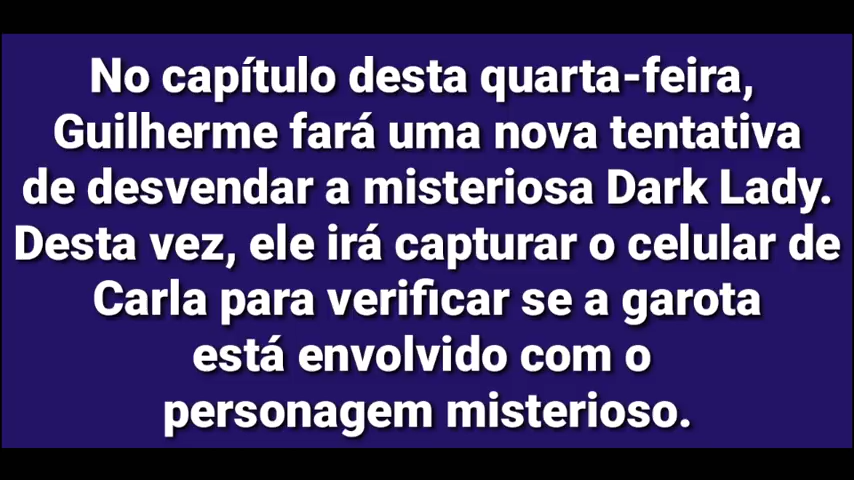 No capítulo desta quarta-feira,
Guilherme fará uma nova tentativa
de desvendar a misteriosa Dark Lady.
Desta vez, ele irá capturar o celular de
Carla para verificar se a garota
está envolvido com o
personagem misterioso.